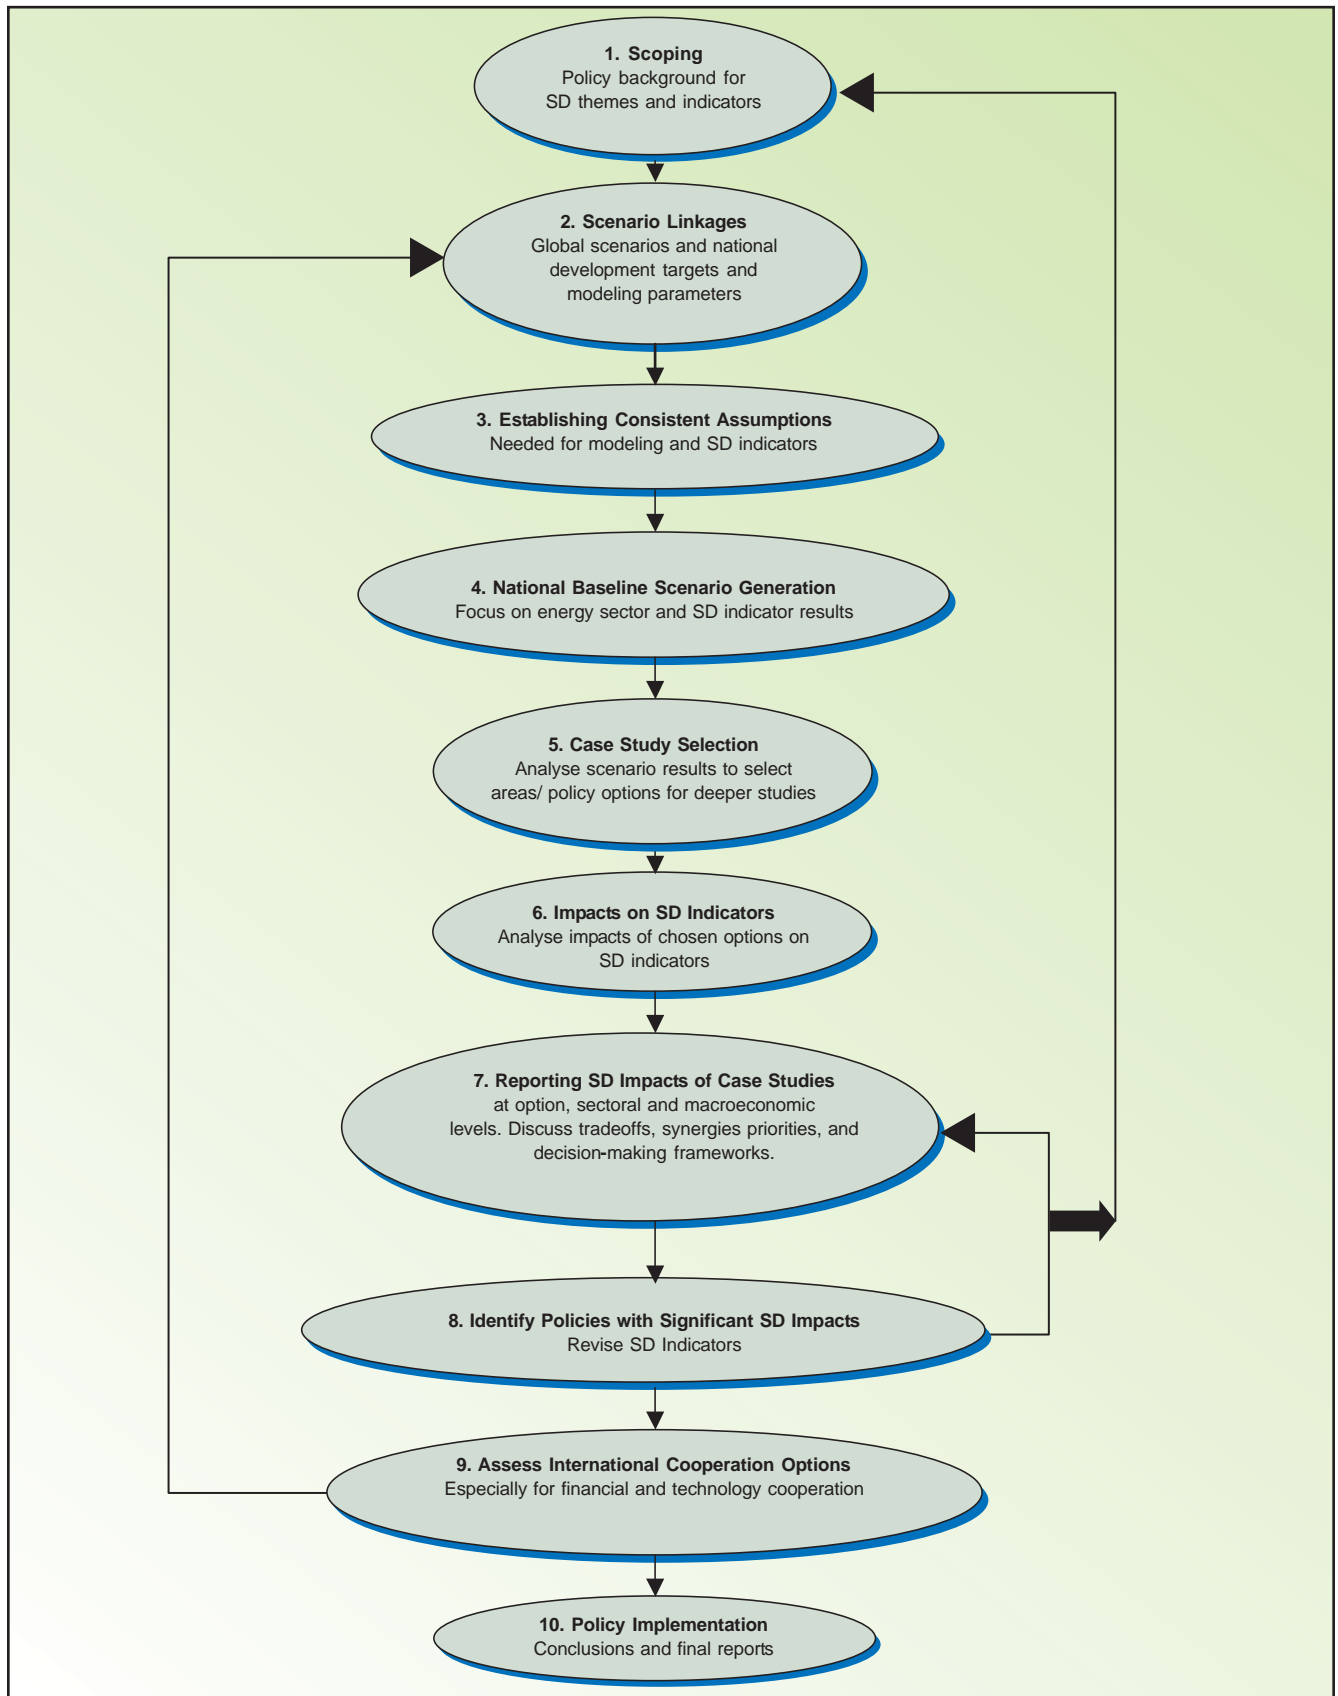 1. Scoping
Policy background for
SD themes and indicators
2. Scenario Linkages
Global scenarios and national
development targets and
modeling parameters
3. Establishing Consistent Assumptions
Needed for modeling and SD indicators
4. National Baseline Scenario Generation
Focus on energy sector and SD indicator results
5. Case Study Selection
Analyse scenario results to select
areas/ policy options for deeper studies
6. Impacts on SD Indicators
Analyse impacts of chosen options on
SD indicators
7. Reporting SD Impacts of Case Studies
at option, sectoral and macroeconomic
levels. Discuss tradeoffs, synergies priorities, and
decision-making frameworks.
8. Identify Policies with Significant SD Impacts
Revise SD Indicators
9. Assess International Cooperation Options
Especially for financial and technology cooperation
10. Policy Implementation
Conclusions and final reports